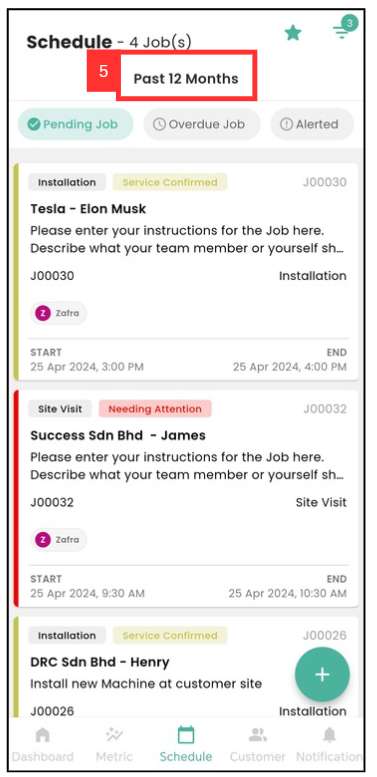 Schedule - 4 Job(s)
3
5
Past 12 Months
Pending Job Overdue Job Alerted
Installation Service Confirmed J00030
Tesla - Elon Musk
Please enter your instructions for the Job here.
Describe what your team member or yourself sh...
J00030 Installation
Z Zafra
START END
25 Apr 2024, 3:00 PM 25 Apr 2024, 4:00 PM
Site Visit Needing Attention J00032
Success Sdn Bhd - James
Please enter your instructions for the Job here.
Describe what your team member or yourself sh...
J00032 Site Visit
Z Zafra
START END
25 Apr 2024, 9:30 AM 25 Apr 2024, 10:30 AM
Installation Service Confirmed J00026
DRC Sdn Bhd - Henry
Install new Machine at customer site
+
J00026 Installation
Dashboard Metric Schedule Customer Notification